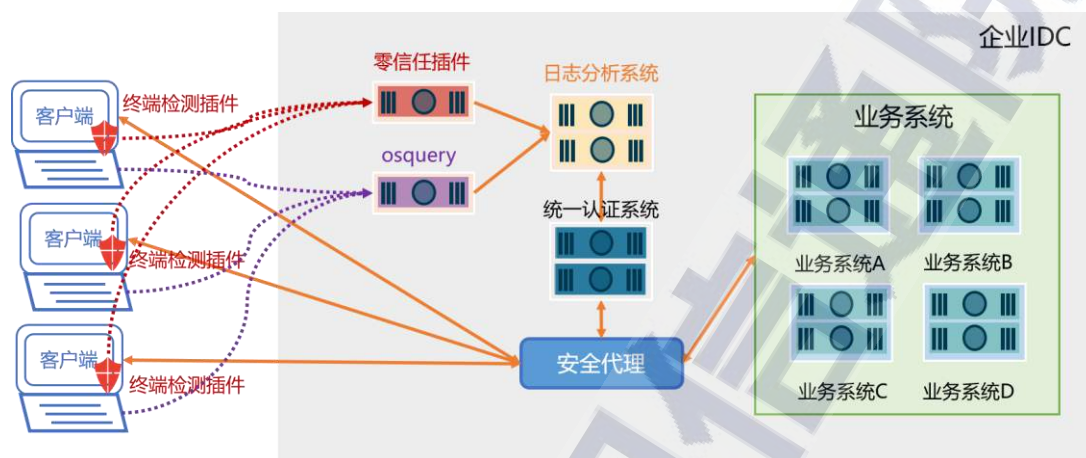 企业IDC
零信任插件
日志分析系统
客户端
终端检测插件
业务系统
osquery
统一认证系统
客户端
终端检测插件
业务系统A
业务系统B
客户端
终端检测插件
安全代理
业务系统C
业务系统D